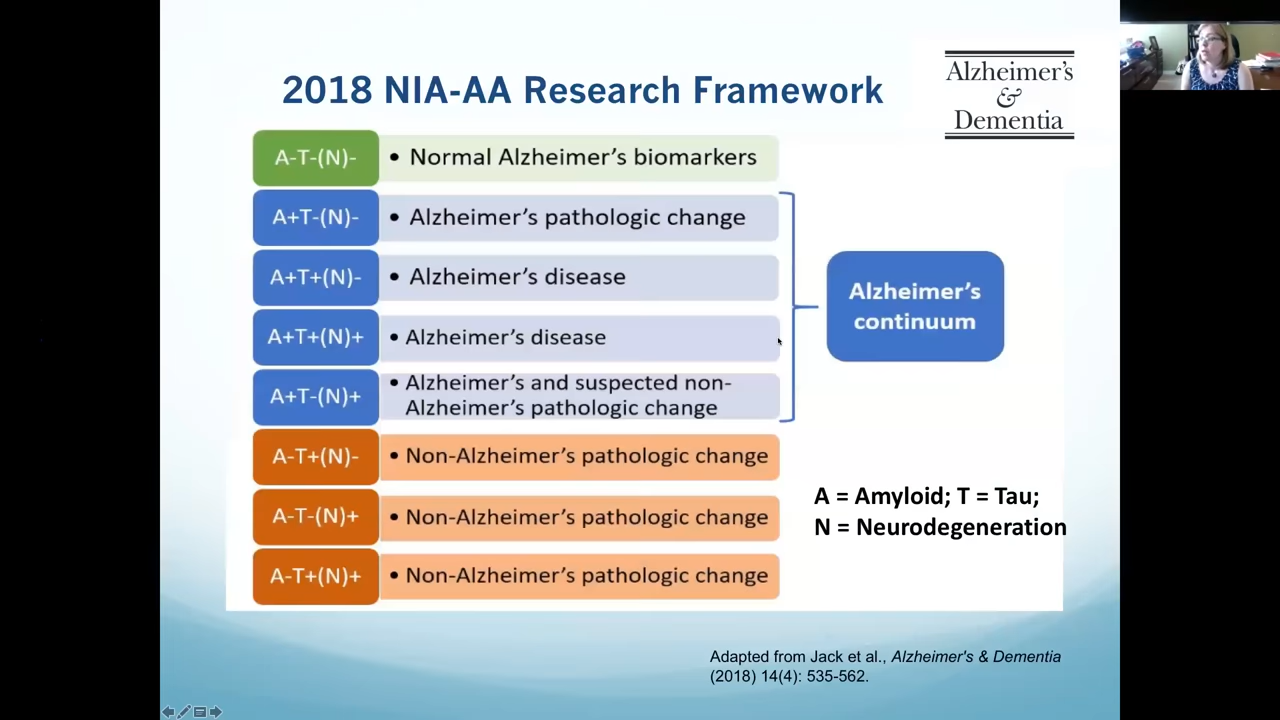 2018 NIA-AA Research Framework
Alzheimer's
&
Dementia
A-T-(N)-
• Normal Alzheimer's biomarkers
A+T-(N)-
• Alzheimer's pathologic change
A+T+(N)-
• Alzheimer's disease
A+T+(N)+
• Alzheimer's disease
A+T-(N)+
• Alzheimer's and suspected non-
Alzheimer's pathologic change
Alzheimer's
continuum
A-T+(N)-
• Non-Alzheimer's pathologic change
A-T-(N)+
• Non-Alzheimer's pathologic change
A-T+(N)+
• Non-Alzheimer's pathologic change
A = Amyloid; T = Tau;
N = Neurodegeneration
Adapted from Jack et al., Alzheimer's & Dementia
(2018) 14(4): 535-562.